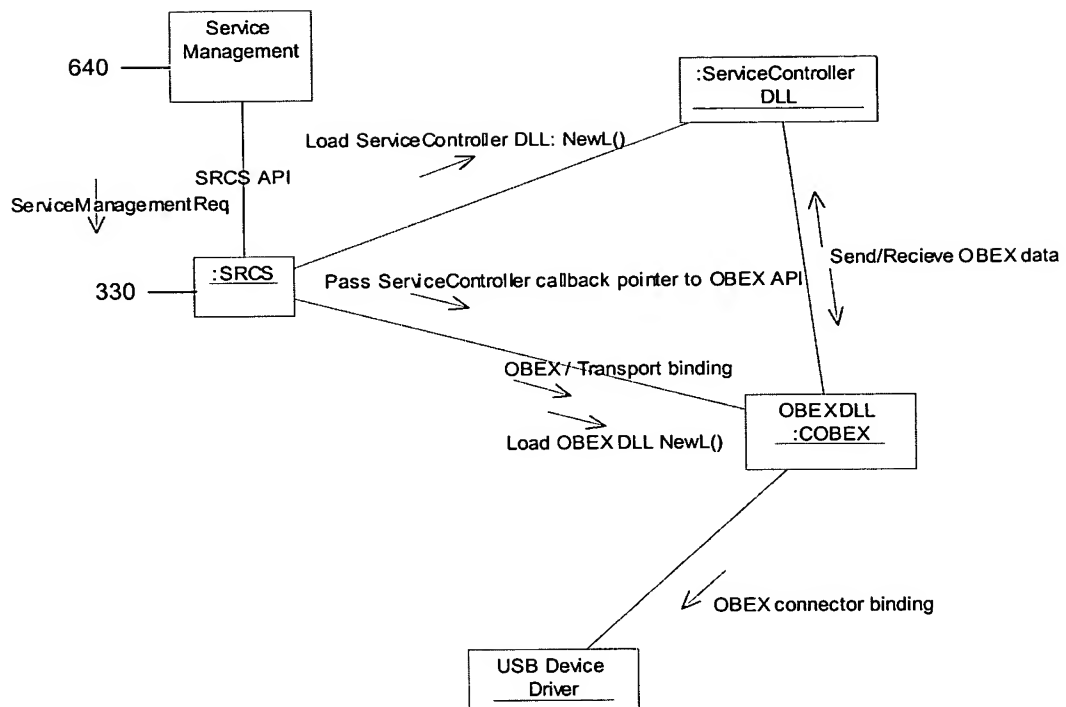 Service
Management
640
:ServiceController
DLL
Load ServiceController DLL: NewL()
SRCS API
ServiceManagementReq
:SRCS
330
Send/Recieve OBEX data
Pass ServiceController callback pointer to OBEX API
OBEX / Transport binding
Load OBEX DLL NewL()
OBEXDLL
:COBEX
OBEX connector binding
USB Device
Driver